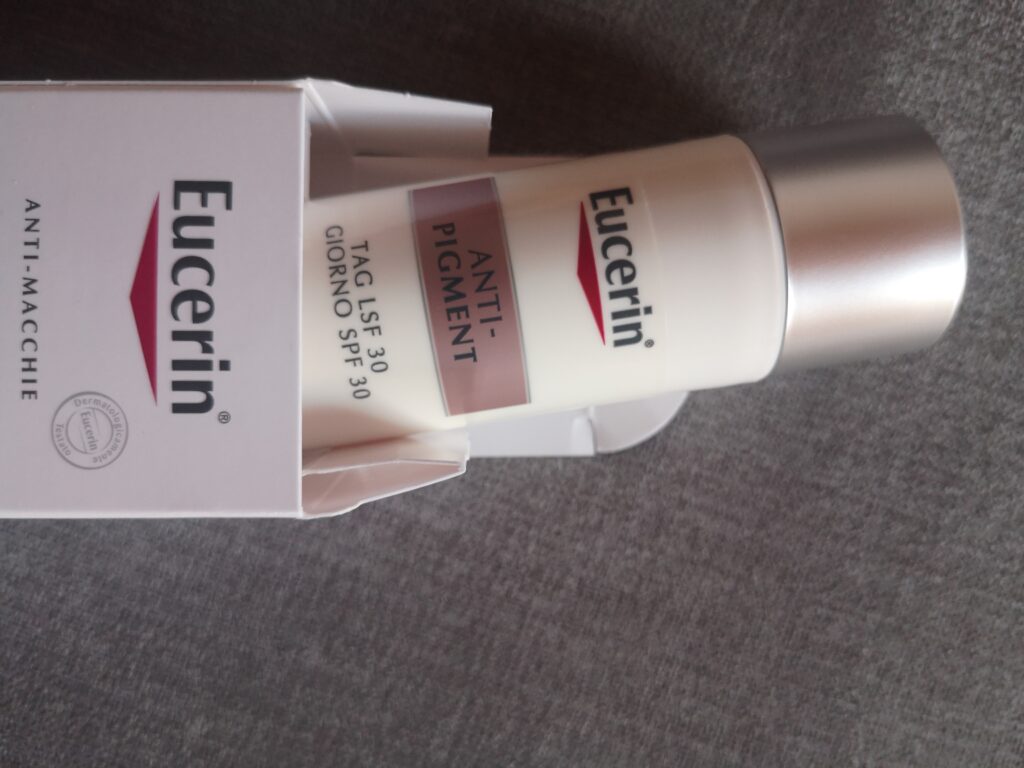 Eucerin®
ANTI-MACCHIE
Dermatologicamente
Eucerin
Testato
Eucerin®
ANTI-
PIGMENT
TAG LSF 30
GIORNO SPF 30